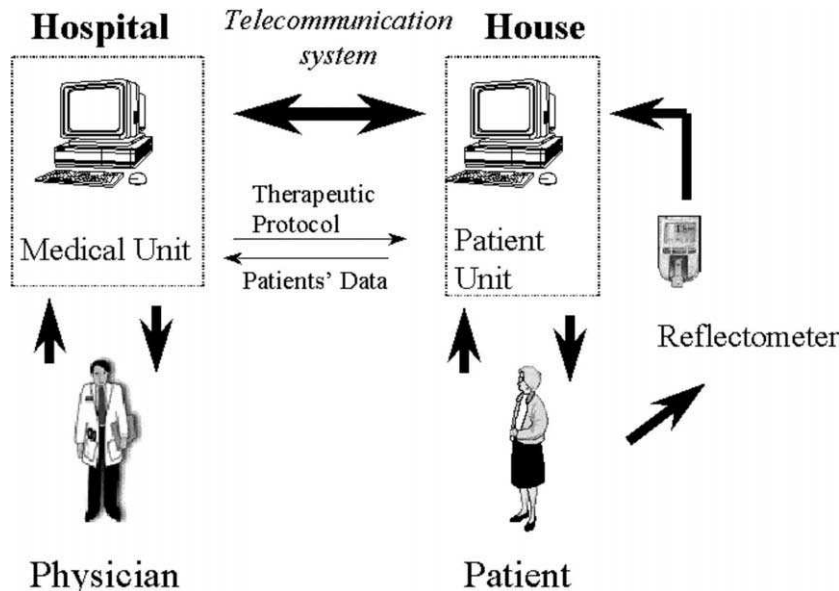 Hospital
Telecommunication
system
House
Therapeutic
Protocol
Medical Unit
Patients' Data
Patient
Unit
Reflectometer
Physician
Patient